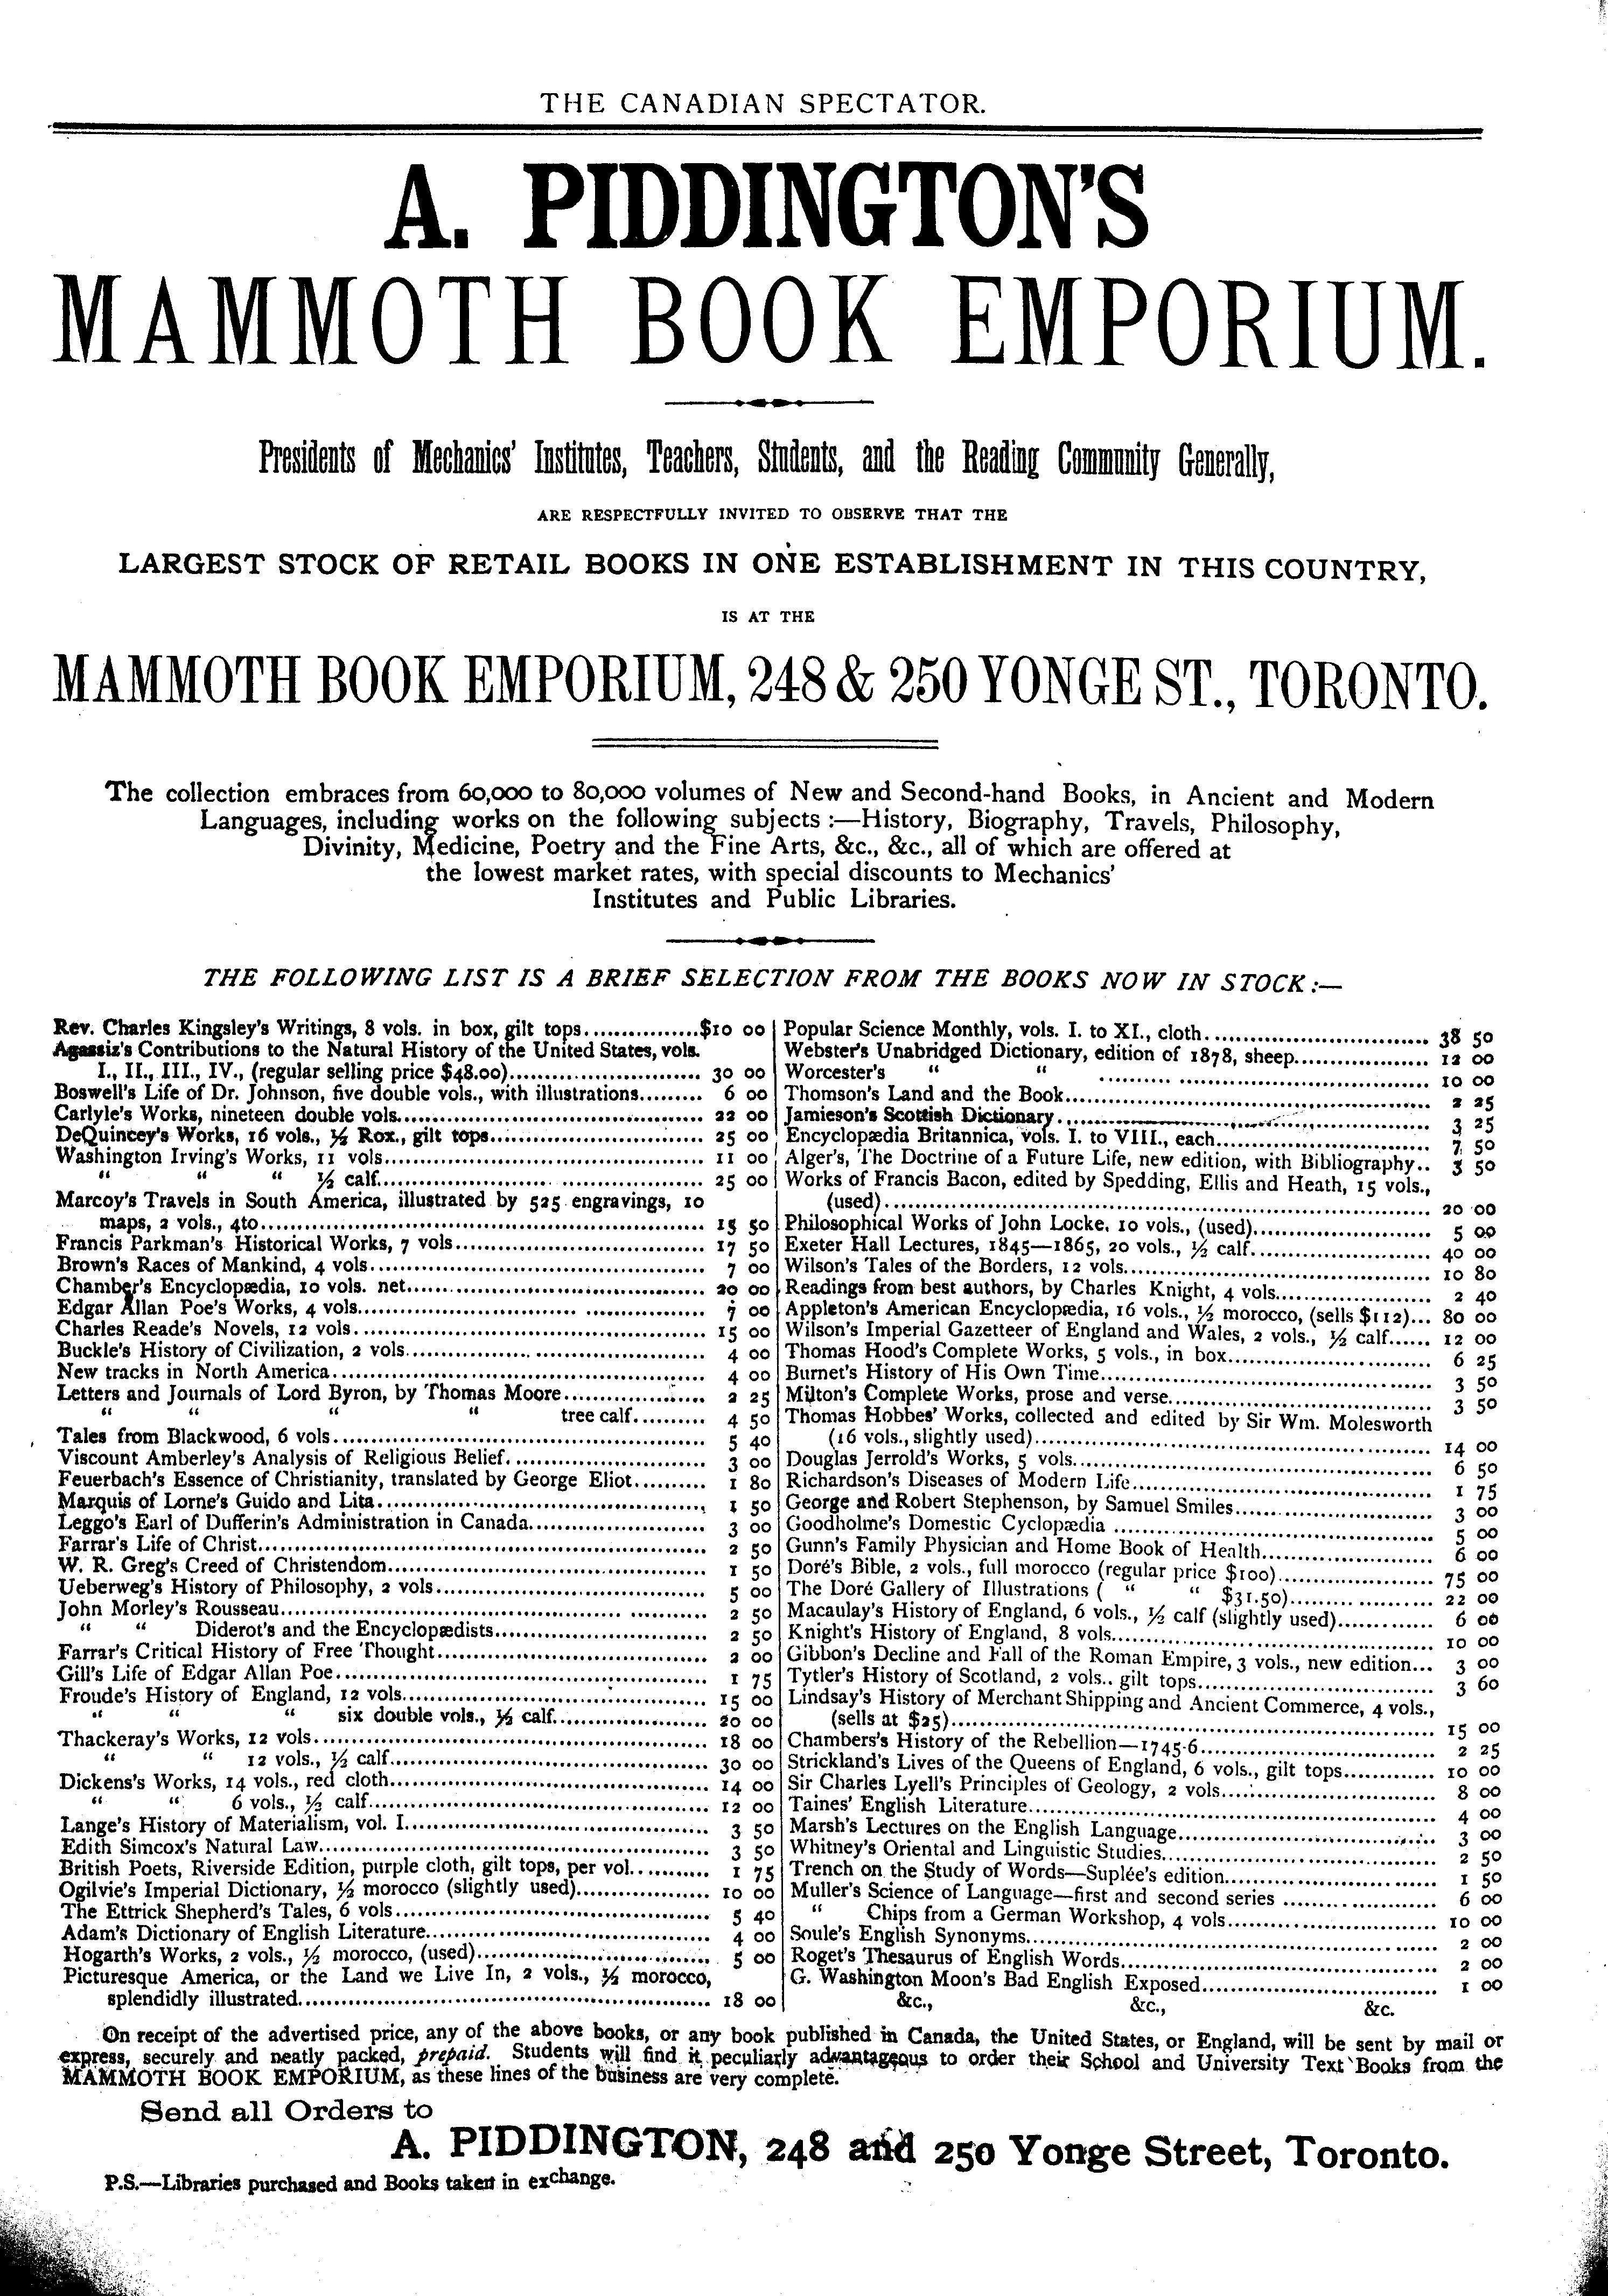 THE CANADIAN SPECTATOR.
A. PIDDINGTON'S
MAMMOTH BOOK EMPORIUM.
Presidents of Mechanics' Institutes, Teachers, Students, and the Reading Community Generally,
ARE RESPECTFULLY INVITED TO OBSERVE THAT THE
LARGEST STOCK OF RETAIL BOOKS IN ONE ESTABLISHMENT IN THIS COUNTRY,
IS AT THE
MAMMOTH BOOK EMPORIUM, 248 & 250 YONGE ST., TORONTO.
The collection embraces from 60,000 to 80,000 volumes of New and Second-hand Books, in Ancient and Modern
Languages, including works on the following subjects :—History, Biography, Travels, Philosophy,
Divinity, Medicine, Poetry and the Fine Arts, &c., &c., all of which are offered at
the lowest market rates, with special discounts to Mechanics'
Institutes and Public Libraries.
THE FOLLOWING LIST IS A BRIEF SELECTION FROM THE BOOKS NOW IN STOCK :—
Rev. Charles Kingsley's Writings, 8 vols. in box, gilt tops................$10 00
Agassiz's Contributions to the Natural History of the United States, vols.
I., II., III., IV., (regular selling price $48.00)............................ 30 00
Boswell's Life of Dr. Johnson, five double vols., with illustrations......... 6 00
Carlyle's Works, nineteen double vols............................................ 22 00
DeQuincey's Works, 16 vols., ½ Rox., gilt tops............................... 25 00
Washington Irving's Works, 11 vols............................................... 11 00
“ “ “ ½ calf................................................ 25 00
Marcoy's Travels in South America, illustrated by 525 engravings, 10
maps, 2 vols., 4to................................................................ 15 50
Francis Parkman's Historical Works, 7 vols.................................... 17 50
Brown's Races of Mankind, 4 vols................................................ 7 00
Chamber's Encyclopædia, 10 vols. net.......................................... 20 00
Edgar Allan Poe's Works, 4 vols.................................................. 7 00
Charles Reade's Novels, 12 vols................................................... 15 00
Buckle's History of Civilization, 2 vols........................................... 4 00
New tracks in North America...................................................... 4 00
Letters and Journals of Lord Byron, by Thomas Moore.................... 2 25
“ “ “ “ tree calf.......... 4 50
Tales from Blackwood, 6 vols...................................................... 5 40
Viscount Amberley's Analysis of Religious Belief............................ 3 00
Feuerbach's Essence of Christianity, translated by George Eliot.......... 1 80
Marquis of Lorne's Guido and Lita............................................... 1 50
Leggo's Earl of Dufferin's Administration in Canada......................... 3 00
Farrar's Life of Christ................................................................ 2 50
W. R. Greg's Creed of Christendom.............................................. 1 50
Ueberweg's History of Philosophy, 2 vols....................................... 5 00
John Morley's Rousseau............................................................. 2 50
“ “ Diderot's and the Encyclopædists.............................. 2 50
Farrar's Critical History of Free Thought....................................... 2 00
Gill's Life of Edgar Allan Poe...................................................... 1 75
Froude's History of England, 12 vols............................................ 15 00
“ “ “ six double vols., ½ calf..................... 20 00
Thackeray's Works, 12 vols......................................................... 18 00
“ “ 12 vols., ½ calf.............................................. 30 00
Dickens's Works, 14 vols., red cloth.............................................. 14 00
“ “ 6 vols., ½ calf................................................. 12 00
Lange's History of Materialism, vol. I........................................... 3 50
Edith Simcox's Natural Law........................................................ 3 50
British Poets, Riverside Edition, purple cloth, gilt tops, per vol........... 1 75
Ogilvie's Imperial Dictionary, ½ morocco (slightly used)................... 10 00
The Ettrick Shepherd's Tales, 6 vols............................................. 5 40
Adam's Dictionary of English Literature........................................ 4 00
Hogarth's Works, 2 vols., ½ morocco, (used)................................. 5 00
Picturesque America, or the Land we Live In, 2 vols., ½ morocco,
splendidly illustrated............................................................ 18 00
Popular Science Monthly, vols. I. to XI., cloth................................ 38 50
Webster's Unabridged Dictionary, edition of 1878, sheep................... 12 00
Worcester's “ “ ............................................. 10 00
Thomson's Land and the Book.................................................... 2 25
Jamieson's Scottish Dictionary..................................................... 3 25
Encyclopædia Britannica, vols. I. to VIII., each............................... 7 50
Alger's, The Doctrine of a Future Life, new edition, with Bibliography.. 3 50
Works of Francis Bacon, edited by Spedding, Ellis and Heath, 15 vols.,
(used)............................................................................... 20 00
Philosophical Works of John Locke, 10 vols., (used)......................... 5 00
Exeter Hall Lectures, 1845—1865, 20 vols., ½ calf.......................... 40 00
Wilson's Tales of the Borders, 12 vols........................................... 10 80
Readings from best authors, by Charles Knight, 4 vols...................... 2 40
Appleton's American Encyclopædia, 16 vols., ½ morocco, (sells $112)... 80 00
Wilson's Imperial Gazetteer of England and Wales, 2 vols., ½ calf...... 12 00
Thomas Hood's Complete Works, 5 vols., in box.............................. 6 25
Burnet's History of His Own Time................................................ 3 50
Milton's Complete Works, prose and verse...................................... 3 50
Thomas Hobbes' Works, collected and edited by Sir Wm. Molesworth
(16 vols., slightly used).......................................................... 14 00
Douglas Jerrold's Works, 5 vols.................................................... 6 50
Richardson's Diseases of Modern Life............................................ 1 75
George and Robert Stephenson, by Samuel Smiles............................ 3 00
Goodholme's Domestic Cyclopædia .............................................. 5 00
Gunn's Family Physician and Home Book of Health......................... 6 00
Doré's Bible, 2 vols., full morocco (regular price $100)...................... 75 00
The Doré Gallery of Illustrations ( “ “ $31.50)..................... 22 00
Macaulay's History of England, 6 vols., ½ calf (slightly used).............. 6 00
Knight's History of England, 8 vols............................................... 10 00
Gibbon's Decline and Fall of the Roman Empire, 3 vols., new edition... 3 00
Tytler's History of Scotland, 2 vols.. gilt tops.................................. 3 60
Lindsay's History of Merchant Shipping and Ancient Commerce, 4 vols.,
(sells at $25)....................................................................... 15 00
Chambers's History of the Rebellion—1745-6................................... 2 25
Strickland's Lives of the Queens of England, 6 vols., gilt tops............. 10 00
Sir Charles Lyell's Principles of Geology, 2 vols............................... 8 00
Taines' English Literature........................................................... 4 00
Marsh's Lectures on the English Language..................................... 3 00
Whitney's Oriental and Linguistic Studies....................................... 2 50
Trench on the Study of Words—Suplée's edition.............................. 1 50
Muller's Science of Language—first and second series ...................... 6 00
“ Chips from a German Workshop, 4 vols.............................. 10 00
Soule's English Synonyms........................................................... 2 00
Roget's Thesaurus of English Words.............................................. 2 00
G. Washington Moon's Bad English Exposed.................................. 1 00
&c., &c., &c.
On receipt of the advertised price, any of the above books, or any book published in Canada, the United States, or England, will be sent by mail or
express, securely and neatly packed, prepaid. Students will find it peculiarly advantageous to order their School and University Text Books from the
MAMMOTH BOOK EMPORIUM, as these lines of the business are very complete.
Send all Orders to
A. PIDDINGTON, 248 and 250 Yonge Street, Toronto.
P.S.—Libraries purchased and Books taken in exchange.